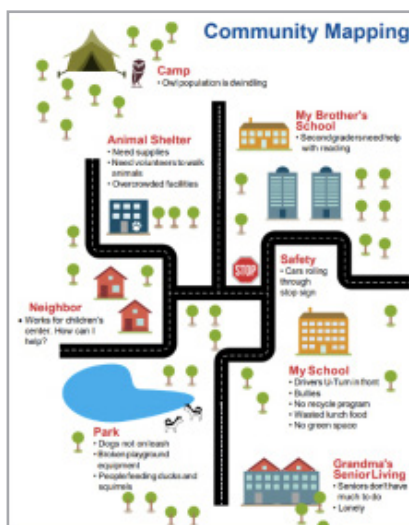 Community Mapping
Camp
• Owl population is dwindling
My Brother's
School
• Second graders need help
with reading
Animal Shelter
• Need supplies
• Need volunteers to walk
animals
• Overcrowded facilities
STOP
Safety
• Cars rolling
through
stop sign
Neighbor
• Works for children's
center. How can I
help?
My School
• Drivers U-Turn in front
• Bullies
• No recycle program
• Wasted lunch food
• No green space
Park
• Dogs not on leash
• Broken playground
equipment
• People feeding ducks and
squirrels
Grandma's
Senior Living
• Seniors don't have
much to do
• Lonely